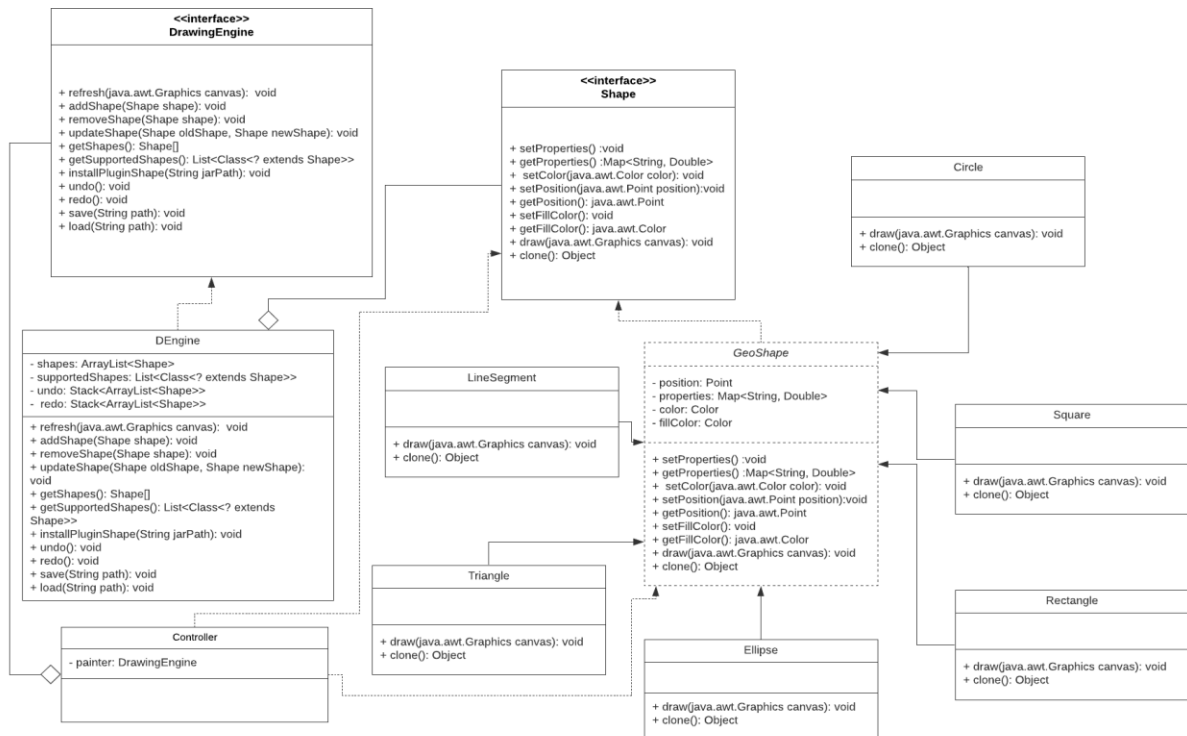 <<interface>>
DrawingEngine
+ refresh(java.awt.Graphics canvas): void
+ addShape(Shape shape): void
+ removeShape(Shape shape): void
+ updateShape(Shape oldShape, Shape newShape): void
+ getShapes(): Shape[]
+ getSupportedShapes(): List<Class<? extends Shape>>
+ installPluginShape(String jarPath): void
+ undo(): void
+ redo(): void
+ save(String path): void
+ load(String path): void
<<interface>>
Shape
+ setProperties() :void
+ getProperties() :Map<String, Double>
+ setColor(java.awt.Color color): void
+ setPosition(java.awt.Point position):void
+ getPosition(): java.awt.Point
+ setFillColor(): void
+ getFillColor(): java.awt.Color
+ draw(java.awt.Graphics canvas): void
+ clone(): Object
Circle
+ draw(java.awt.Graphics canvas): void
+ clone(): Object
DEngine
- shapes: ArrayList<Shape>
- supportedShapes: List<Class<? extends Shape>>
- undo: Stack<ArrayList<Shape>>
- redo: Stack<ArrayList<Shape>>
+ refresh(java.awt.Graphics canvas): void
+ addShape(Shape shape): void
+ removeShape(Shape shape): void
+ updateShape(Shape oldShape, Shape newShape):
void
+ getShapes(): Shape[]
+ getSupportedShapes(): List<Class<? extends
Shape>>
+ installPluginShape(String jarPath): void
+ undo(): void
+ redo(): void
+ save(String path): void
+ load(String path): void
LineSegment
+ draw(java.awt.Graphics canvas): void
+ clone(): Object
GeoShape
- position: Point
- properties: Map<String, Double>
- color: Color
- fillColor: Color
+ setProperties() :void
+ getProperties() :Map<String, Double>
+ setColor(java.awt.Color color): void
+ setPosition(java.awt.Point position):void
+ getPosition(): java.awt.Point
+ setFillColor(): void
+ getFillColor(): java.awt.Color
+ draw(java.awt.Graphics canvas): void
+ clone(): Object
Square
+ draw(java.awt.Graphics canvas): void
+ clone(): Object
Triangle
+ draw(java.awt.Graphics canvas): void
+ clone(): Object
Rectangle
+ draw(java.awt.Graphics canvas): void
+ clone(): Object
Controller
- painter: DrawingEngine
Ellipse
+ draw(java.awt.Graphics canvas): void
+ clone(): Object